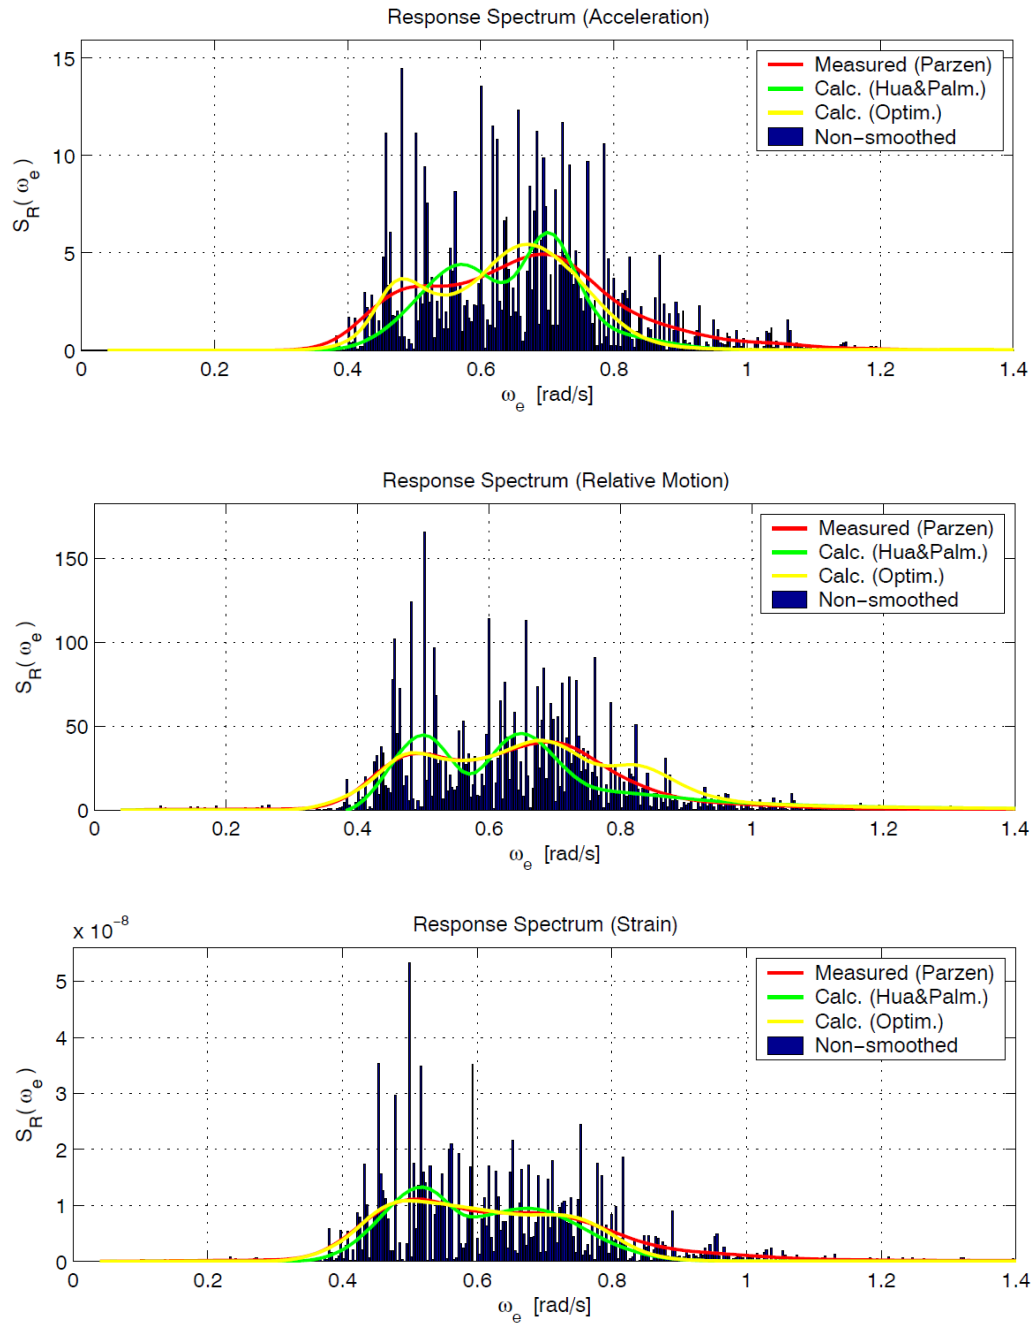 Response Spectrum (Acceleration)
15
10
5
0
S_R(ω_e)
Measured (Parzen)
Calc. (Hua&Palm.)
Calc. (Optim.)
Non-smoothed
0 0.2 0.4 0.6 0.8 1 1.2 1.4
ω_e [rad/s]
Response Spectrum (Relative Motion)
150
100
50
0
S_R(ω_e)
Measured (Parzen)
Calc. (Hua&Palm.)
Calc. (Optim.)
Non-smoothed
0 0.2 0.4 0.6 0.8 1 1.2 1.4
ω_e [rad/s]
x 10^-8
Response Spectrum (Strain)
5
4
3
2
1
0
S_R(ω_e)
Measured (Parzen)
Calc. (Hua&Palm.)
Calc. (Optim.)
Non-smoothed
0 0.2 0.4 0.6 0.8 1 1.2 1.4
ω_e [rad/s]